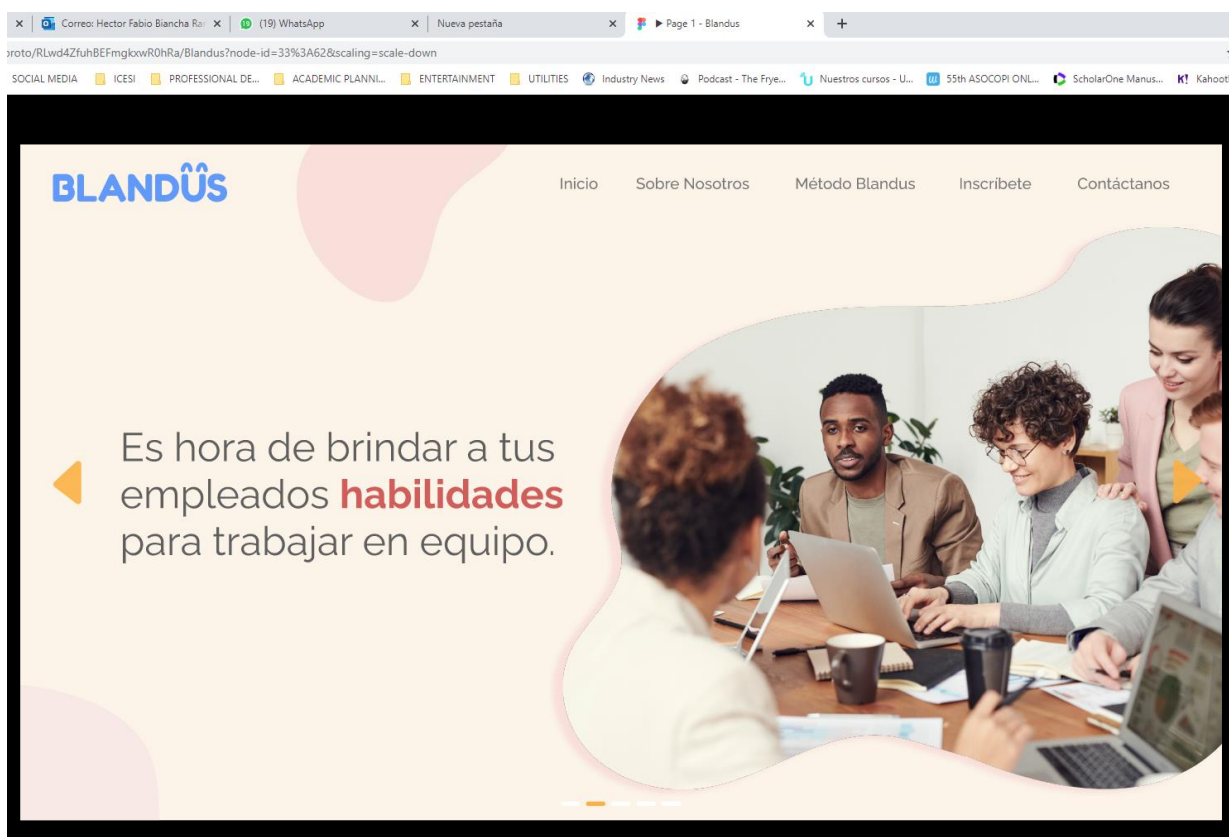 Correo: Hector Fabio Biancha Ra
(19) WhatsApp
Nueva pestaña
Page 1 - Blandus
proto/RLwd4ZfuhBEFmgkxwR0hRa/Blandus?node-id=33%3A62&scaling=scale-down
SOCIAL MEDIA ICESI PROFESSIONAL DE... ACADEMIC PLANNI... ENTERTAINMENT UTILITIES Industry News Podcast - The Frye... Nuestros cursos - U... 55th ASOCOPI ONL... ScholarOne Manus... K! Kahoot
BLANDÛÛS
Inicio Sobre Nosotros Método Blandus Inscríbete Contáctanos
Es hora de brindar a tus
empleados habilidades
para trabajar en equipo.